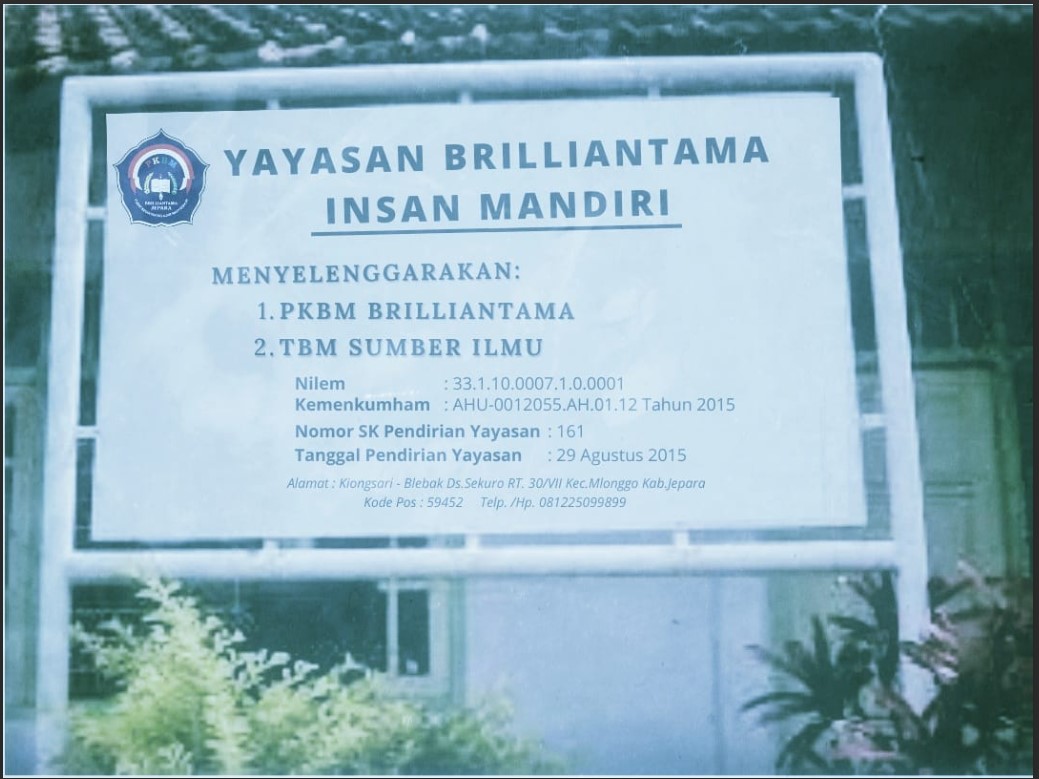 PKBM
BRILLIANTAMA
JEPARA
YAYASAN BRILLIANTAMA
INSAN MANDIRI
MENYELENGGARAKAN:
1. PKBM BRILLIANTAMA
2. TBM SUMBER ILMU
Nilem : 33.1.10.0007.1.0.0001
Kemenkumham : AHU-0012055.AH.01.12 Tahun 2015
Nomor SK Pendirian Yayasan : 161
Tanggal Pendirian Yayasan : 29 Agustus 2015
Alamat : Kiongsari - Blebak Ds.Sekuro RT. 30/VII Kec.Mlonggo Kab.Jepara
Kode Pos : 59452 Telp. /Hp. 081225099899